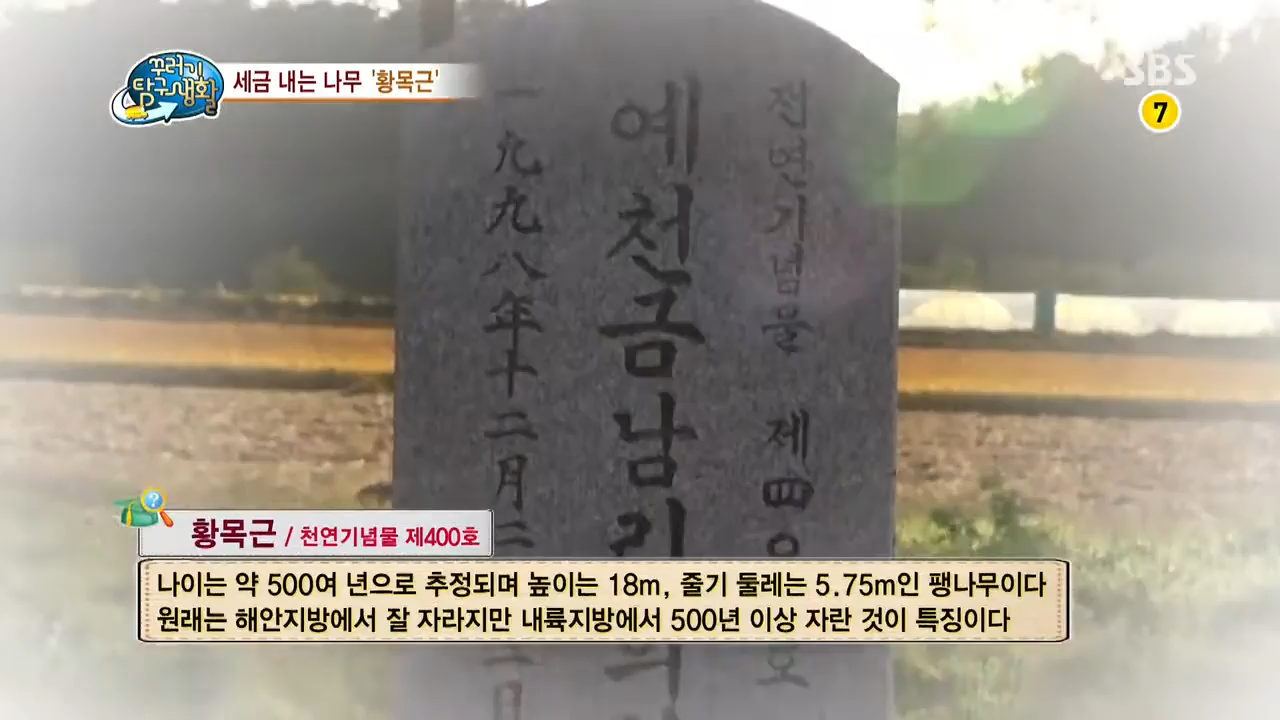 꾸러기
탐구생활
세금 내는 나무 '황목근'
SBS
7
천연기념물 제四〇 호
예천금남리 의
一九九八年十二月二 二日
황목근 / 천연기념물 제400호
나이는 약 500여 년으로 추정되며 높이는 18m, 줄기 둘레는 5.75m인 팽나무이다
원래는 해안지방에서 잘 자라지만 내륙지방에서 500년 이상 자란 것이 특징이다